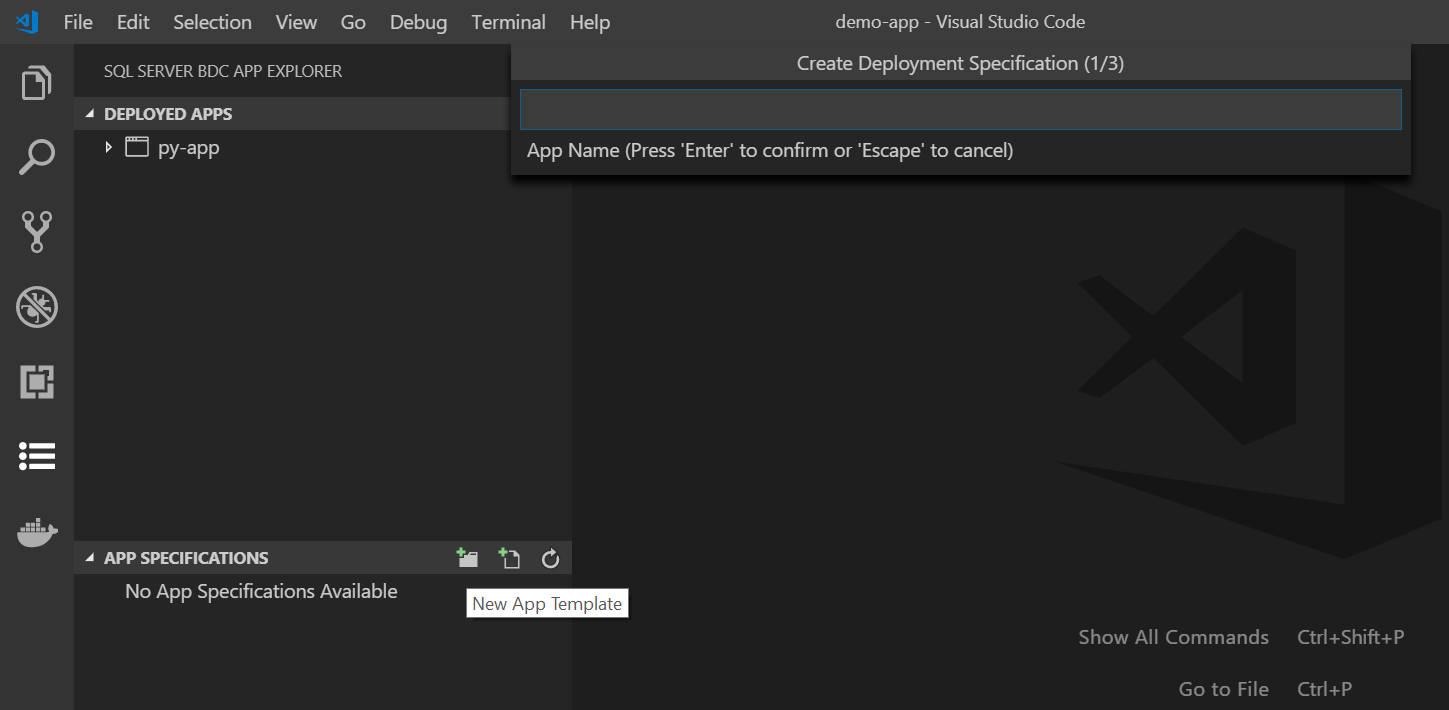 File Edit Selection View Go Debug Terminal Help demo-app - Visual Studio Code
SQL SERVER BDC APP EXPLORER
Create Deployment Specification (1/3)
DEPLOYED APPS
py-app
App Name (Press 'Enter' to confirm or 'Escape' to cancel)
APP SPECIFICATIONS
No App Specifications Available
New App Template
Show All Commands Ctrl+Shift+P
Go to File Ctrl+P